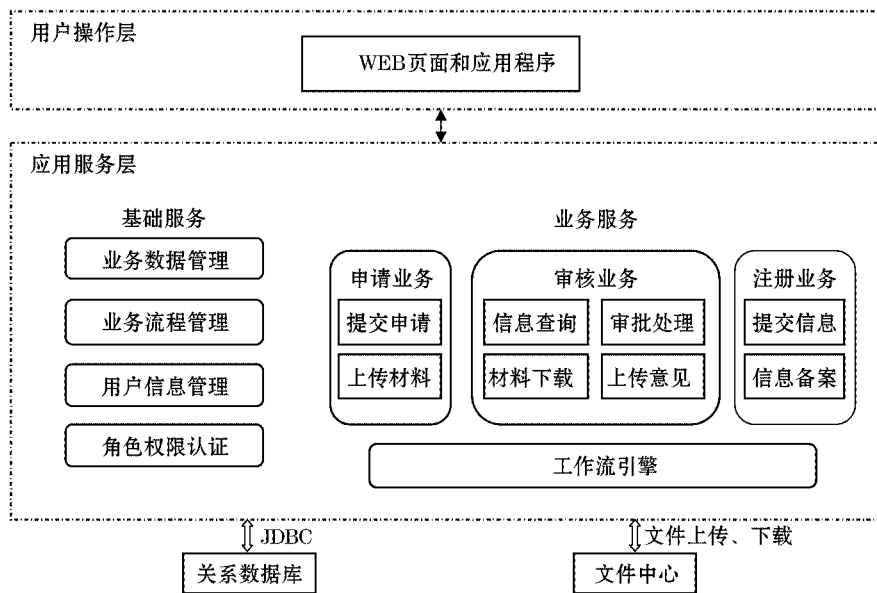 用户操作层
WEB页面和应用程序
应用服务层
基础服务
业务数据管理
业务流程管理
用户信息管理
角色权限认证
业务服务
申请业务
提交申请
上传材料
审核业务
信息查询 审批处理
材料下载 上传意见
注册业务
提交信息
信息备案
工作流引擎
JDBC
文件上传、下载
关系数据库
文件中心